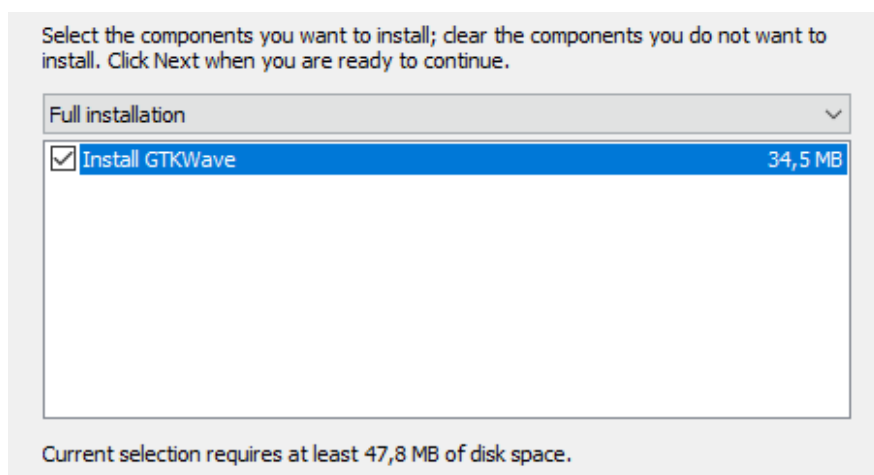 Select the components you want to install; clear the components you do not want to
install. Click Next when you are ready to continue.
Full installation
Install GTKWave 34,5 MB
Current selection requires at least 47,8 MB of disk space.